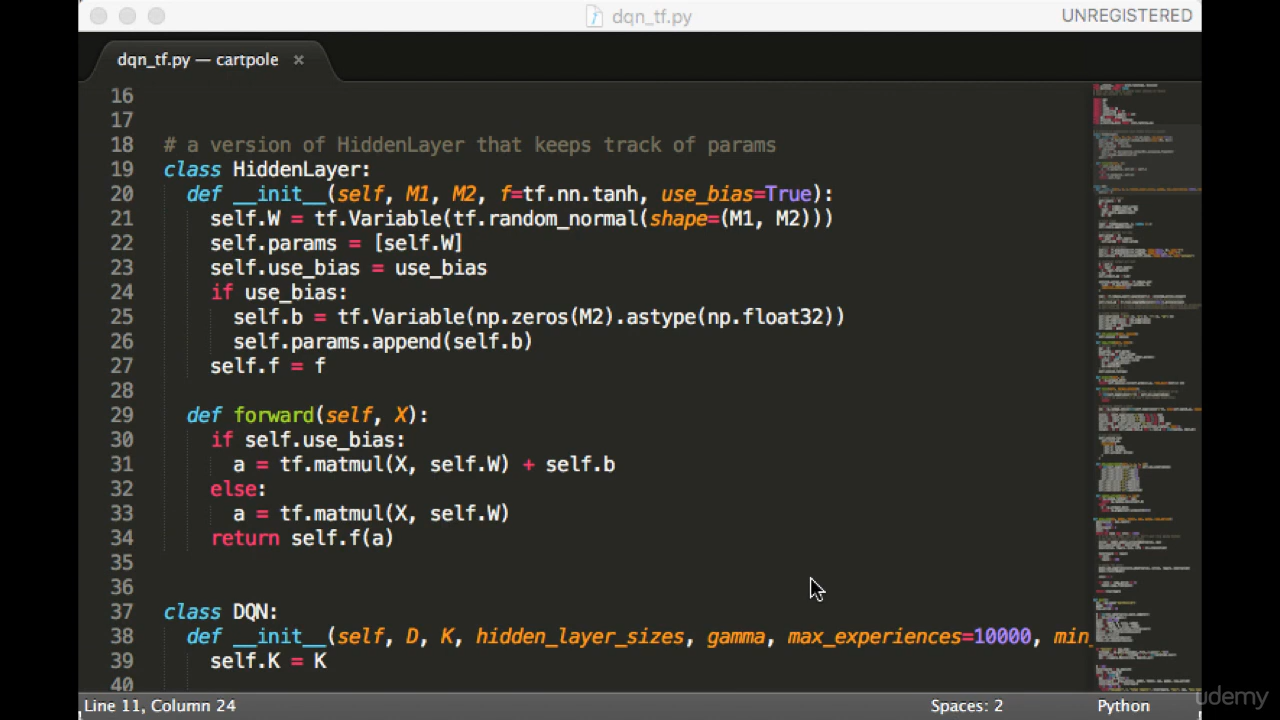 dqn_tf.py
UNREGISTERED
dqn_tf.py — cartpole ×
16
17
18 # a version of HiddenLayer that keeps track of params
19 class HiddenLayer:
20   def __init__(self, M1, M2, f=tf.nn.tanh, use_bias=True):
21     self.W = tf.Variable(tf.random_normal(shape=(M1, M2)))
22     self.params = [self.W]
23     self.use_bias = use_bias
24     if use_bias:
25       self.b = tf.Variable(np.zeros(M2).astype(np.float32))
26       self.params.append(self.b)
27     self.f = f
28
29   def forward(self, X):
30     if self.use_bias:
31       a = tf.matmul(X, self.W) + self.b
32     else:
33       a = tf.matmul(X, self.W)
34     return self.f(a)
35
36
37 class DQN:
38   def __init__(self, D, K, hidden_layer_sizes, gamma, max_experiences=10000, min_
39     self.K = K
40
Line 11, Column 24
Spaces: 2
Python
udemy